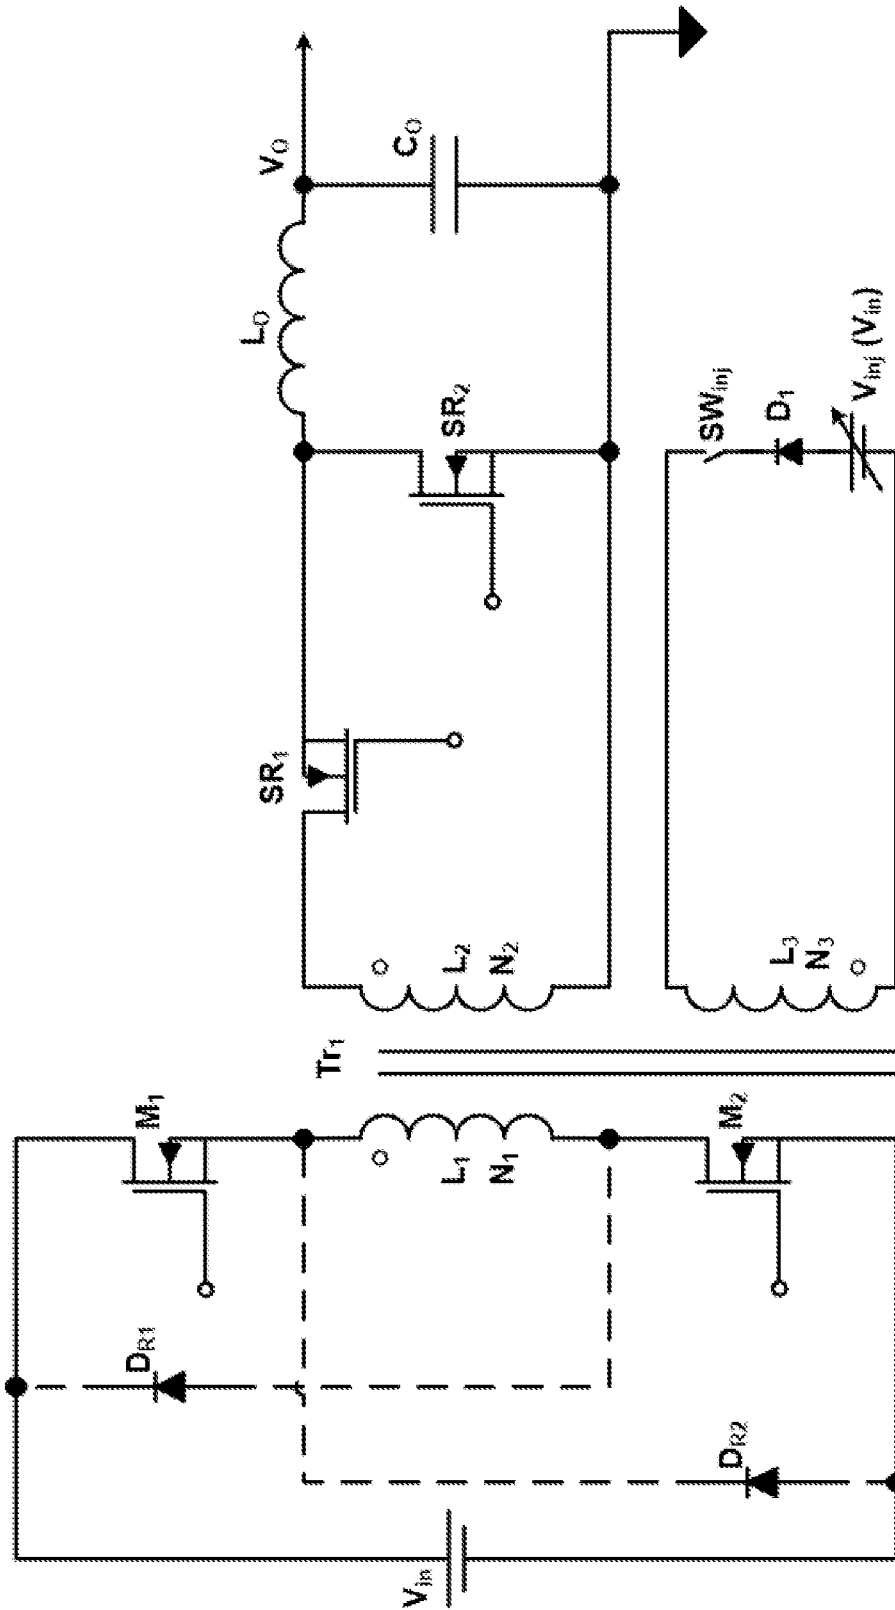 V_in
D_R1
D_R2
M_1
L_1
N_1
M_2
Tr_1
L_2
N_2
L_3
N_3
SR_1
SR_2
L_O
V_O
C_O
SW_inj
D_1
V_inj (V_in)